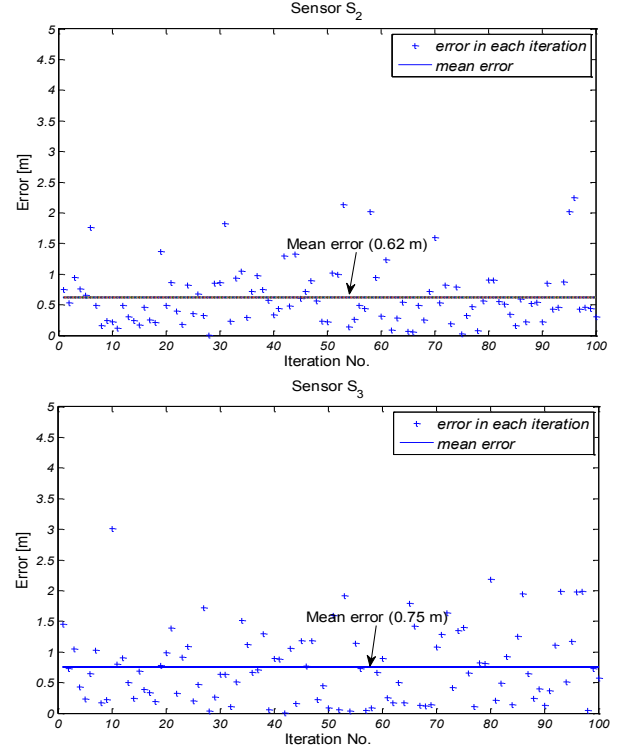 Sensor S2
error in each iteration
mean error
Error [m]
5
4.5
4
3.5
3
2.5
2
1.5
1
0.5
0
Mean error (0.62 m)
0 10 20 30 40 50 60 70 80 90 100
Iteration No.
Sensor S3
error in each iteration
mean error
Error [m]
5
4.5
4
3.5
3
2.5
2
1.5
1
0.5
0
Mean error (0.75 m)
0 10 20 30 40 50 60 70 80 90 100
Iteration No.